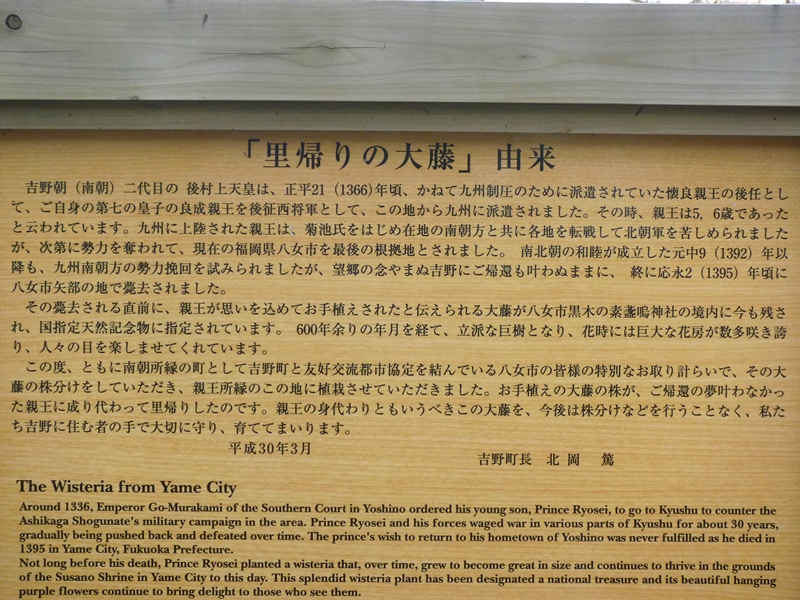 「里帰りの大藤」由来
吉野朝（南朝）二代目の 後村上天皇は、正平21（1366)年頃、かねて九州制圧のために派遣されていた懐良親王の後任とし
て、ご自身の第七の皇子の良成親王を後征西将軍として、この地から九州に派遣されました。その時、親王は5, 6歳であった
と云われています。九州に上陸された親王は、菊池氏をはじめ在地の南朝方と共に各地を転戦して北朝軍を苦しめられました
が、次第に勢力を奪われて、現在の福岡県八女市を最後の根拠地とされました。 南北朝の和睦が成立した元中9（1392）年以
降も、九州南朝方の勢力挽回を試みられましたが、望郷の念やまぬ吉野にご帰還も叶わぬままに、 終に応永2（1395）年頃に
八女市矢部の地で薨去されました。
その薨去される直前に、親王が思いを込めてお手植えされたと伝えられる大藤が八女市黒木の素盞嗚神社の境内に今も残さ
れ、国指定天然記念物に指定されています。 600年余りの年月を経て、立派な巨樹となり、花時には巨大な花房が数多咲き誇
り、人々の目を楽しませてくれています。
この度、ともに南朝所縁の町として吉野町と友好交流都市協定を結んでいる八女市の皆様の特別なお取り計らいで、その大
藤の株分けをしていただき、親王所縁のこの地に植栽させていただきました。お手植えの大藤の株が、ご帰還の夢叶わなかっ
た親王に成り代わって里帰りしたのです。親王の身代わりともいうべきこの大藤を、今後は株分けなどを行うことなく、私た
ち吉野に住む者の手で大切に守り、育ててまいります。
平成30年3月
吉野町長 北岡 篤
The Wisteria from Yame City
Around 1336, Emperor Go-Murakami of the Southern Court in Yoshino ordered his young son, Prince Ryosei, to go to Kyushu to counter the
Ashikaga Shogunate's military campaign in the area. Prince Ryosei and his forces waged war in various parts of Kyushu for about 30 years,
gradually being pushed back and defeated over time. The prince's wish to return to his hometown of Yoshino was never fulfilled as he died in
1395 in Yame City, Fukuoka Prefecture.
Not long before his death, Prince Ryosei planted a wisteria that, over time, grew to become great in size and continues to thrive in the grounds
of the Susano Shrine in Yame City to this day. This splendid wisteria plant has been designated a national treasure and its beautiful hanging
purple flowers continue to bring delight to those who see them.